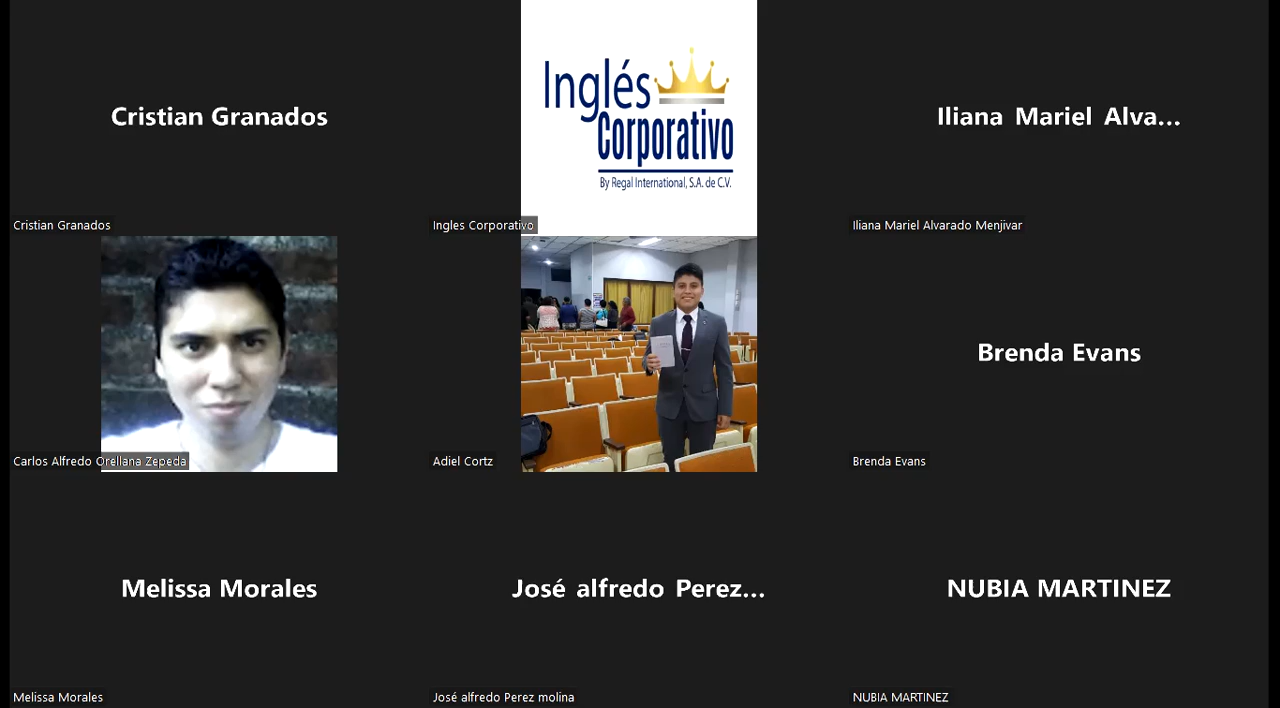 Cristian Granados
Cristian Granados
Inglés
Corporativo
By Regal International, S.A. de C.V.
Ingles Corporativo
Iliana Mariel Alva...
Iliana Mariel Alvarado Menjivar
Carlos Alfredo Orellana Zepeda
Adiel Cortz
Brenda Evans
Brenda Evans
Melissa Morales
Melissa Morales
José alfredo Perez...
José alfredo Perez molina
NUBIA MARTINEZ
NUBIA MARTINEZ